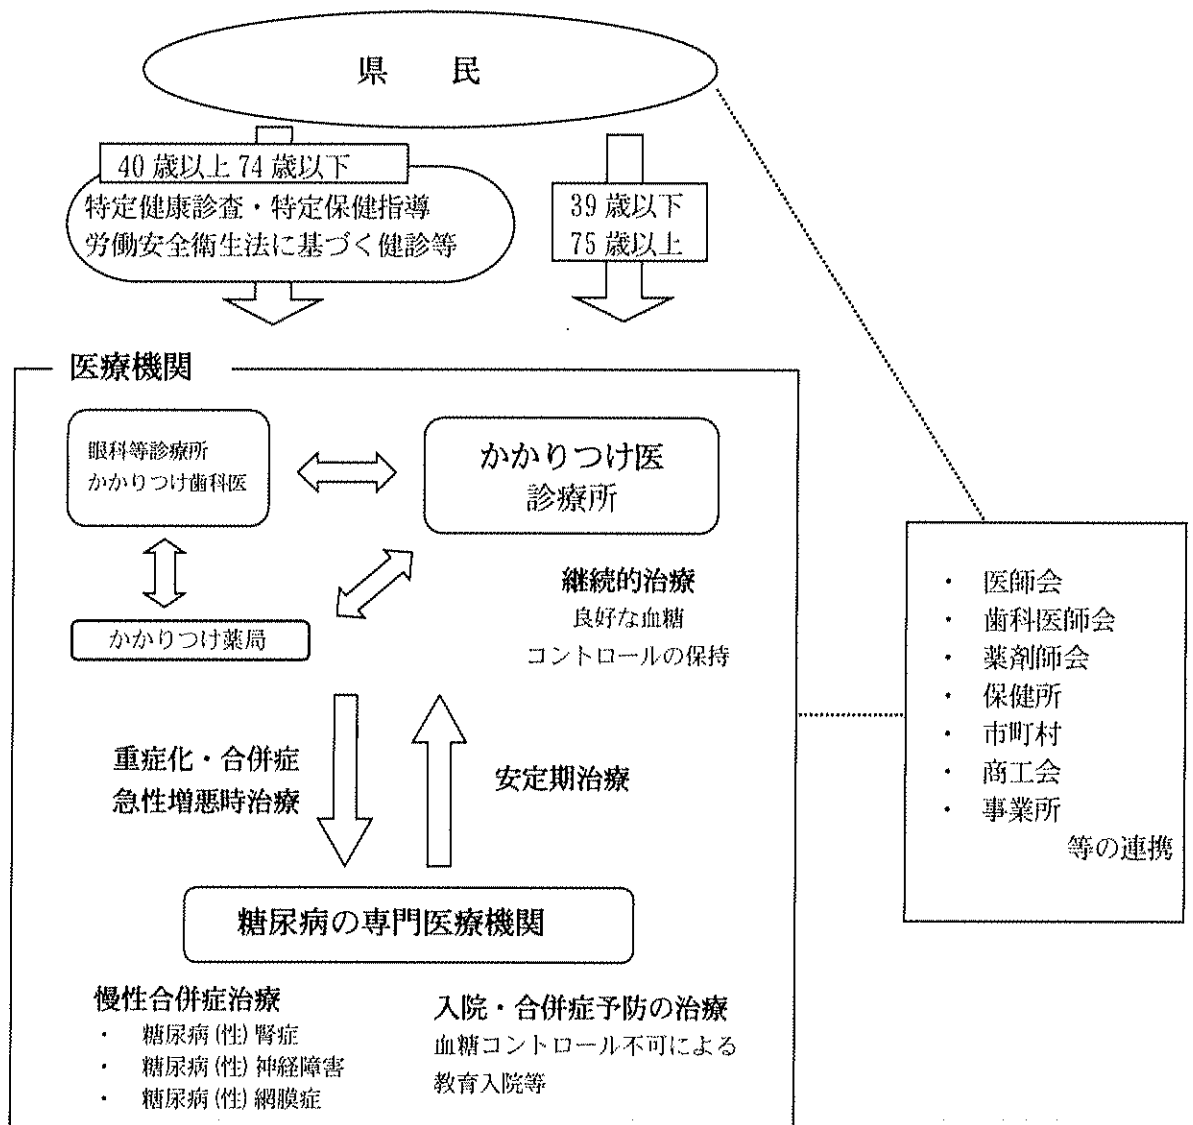 県　民
40 歳以上 74 歳以下
特定健康診査・特定保健指導
労働安全衛生法に基づく健診等
39 歳以下
75 歳以上
医療機関
眼科等診療所
かかりつけ歯科医
かかりつけ医
診療所
かかりつけ薬局
継続的治療
良好な血糖
コントロールの保持
重症化・合併症
急性増悪時治療
安定期治療
糖尿病の専門医療機関
慢性合併症治療
・ 糖尿病(性)腎症
・ 糖尿病(性)神経障害
・ 糖尿病(性)網膜症
入院・合併症予防の治療
血糖コントロール不可による
教育入院等
・ 医師会
・ 歯科医師会
・ 薬剤師会
・ 保健所
・ 市町村
・ 商工会
・ 事業所
等の連携